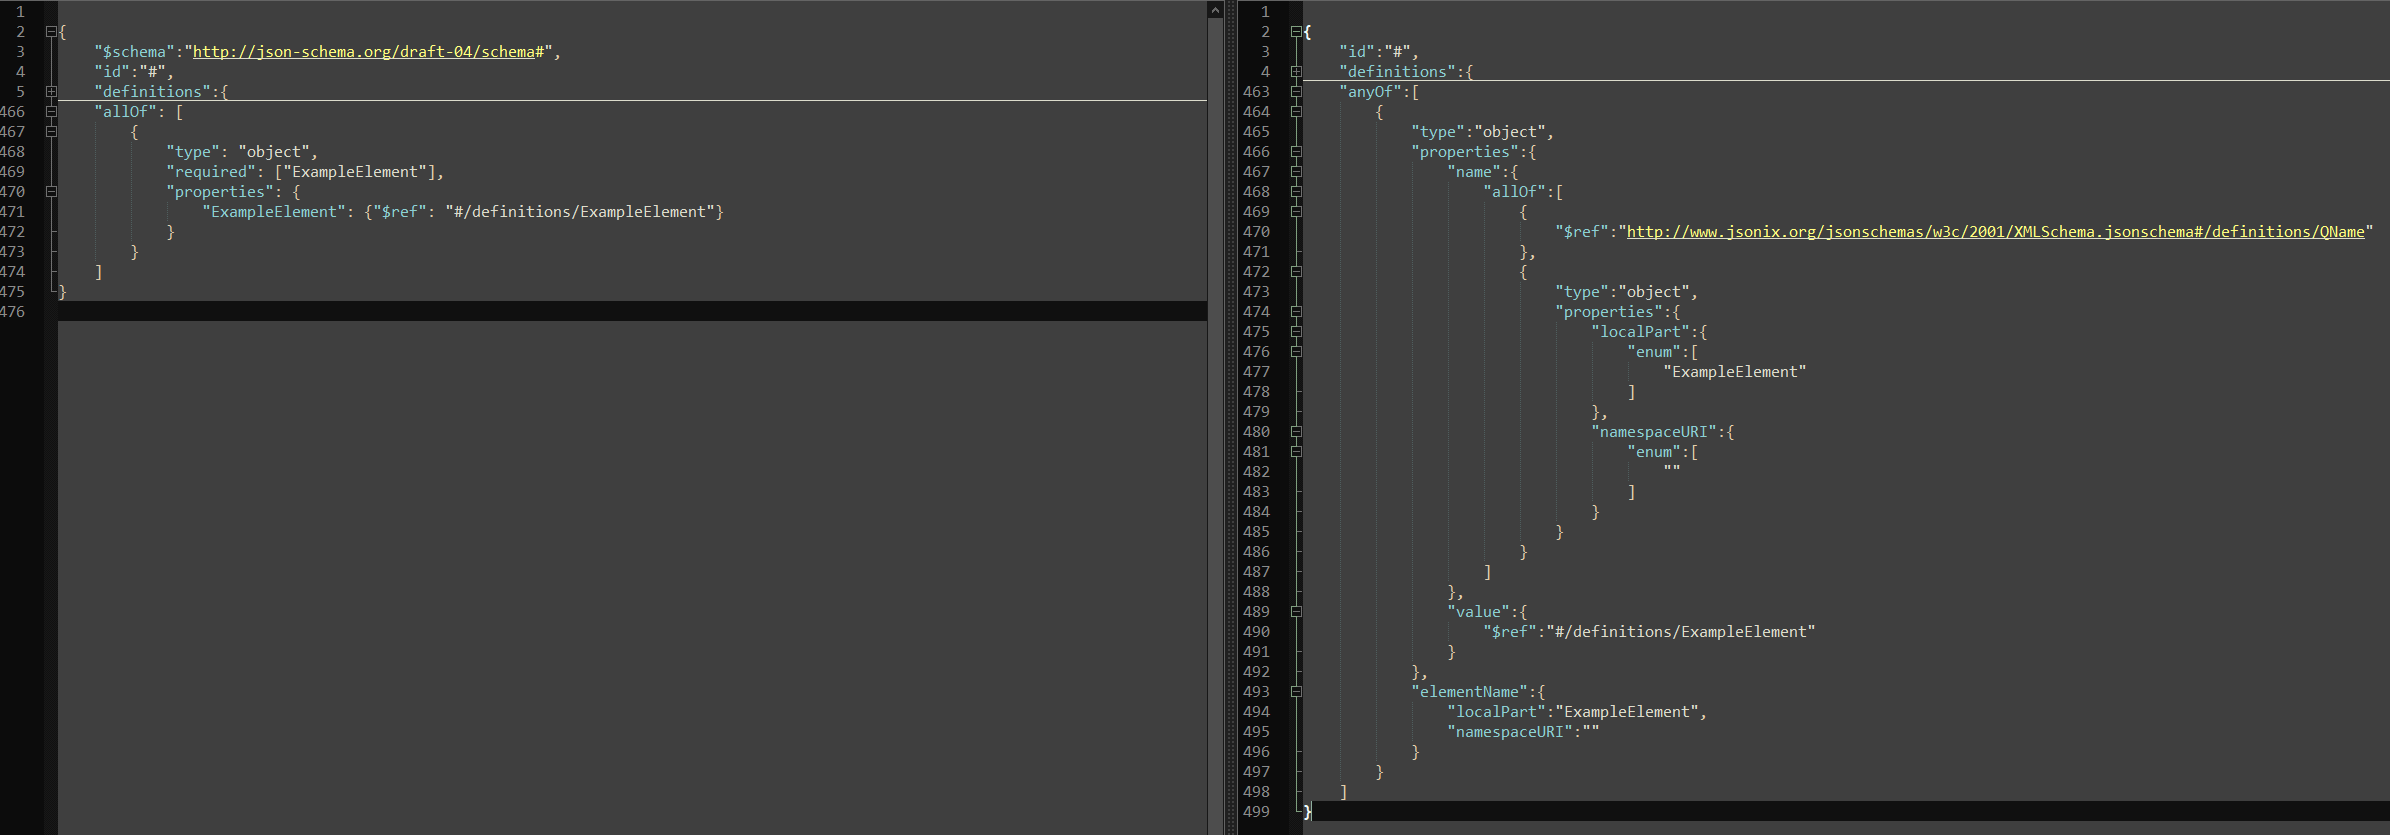 1
2 {
3 "$schema":"http://json-schema.org/draft-04/schema#",
4 "id":"#",
5 "definitions":{
466 "allOf": [
467 {
468 "type": "object",
469 "required": ["ExampleElement"],
470 "properties": {
471 "ExampleElement": {"$ref": "#/definitions/ExampleElement"}
472 }
473 }
474 ]
475 }
476
1
2 {
3 "id":"#",
4 "definitions":{
463 "anyOf":[
464 {
465 "type":"object",
466 "properties":{
467 "name":{
468 "allOf":[
469 {
470 "$ref":"http://www.jsonix.org/jsonschemas/w3c/2001/XMLSchema.jsonschema#/definitions/QName"
471 },
472 {
473 "type":"object",
474 "properties":{
475 "localPart":{
476 "enum":[
477 "ExampleElement"
478 ]
479 },
480 "namespaceURI":{
481 "enum":[
482 ""
483 ]
484 }
485 }
486 }
487 ]
488 },
489 "value":{
490 "$ref":"#/definitions/ExampleElement"
491 }
492 },
493 "elementName":{
494 "localPart":"ExampleElement",
495 "namespaceURI":""
496 }
497 }
498 ]
499 }